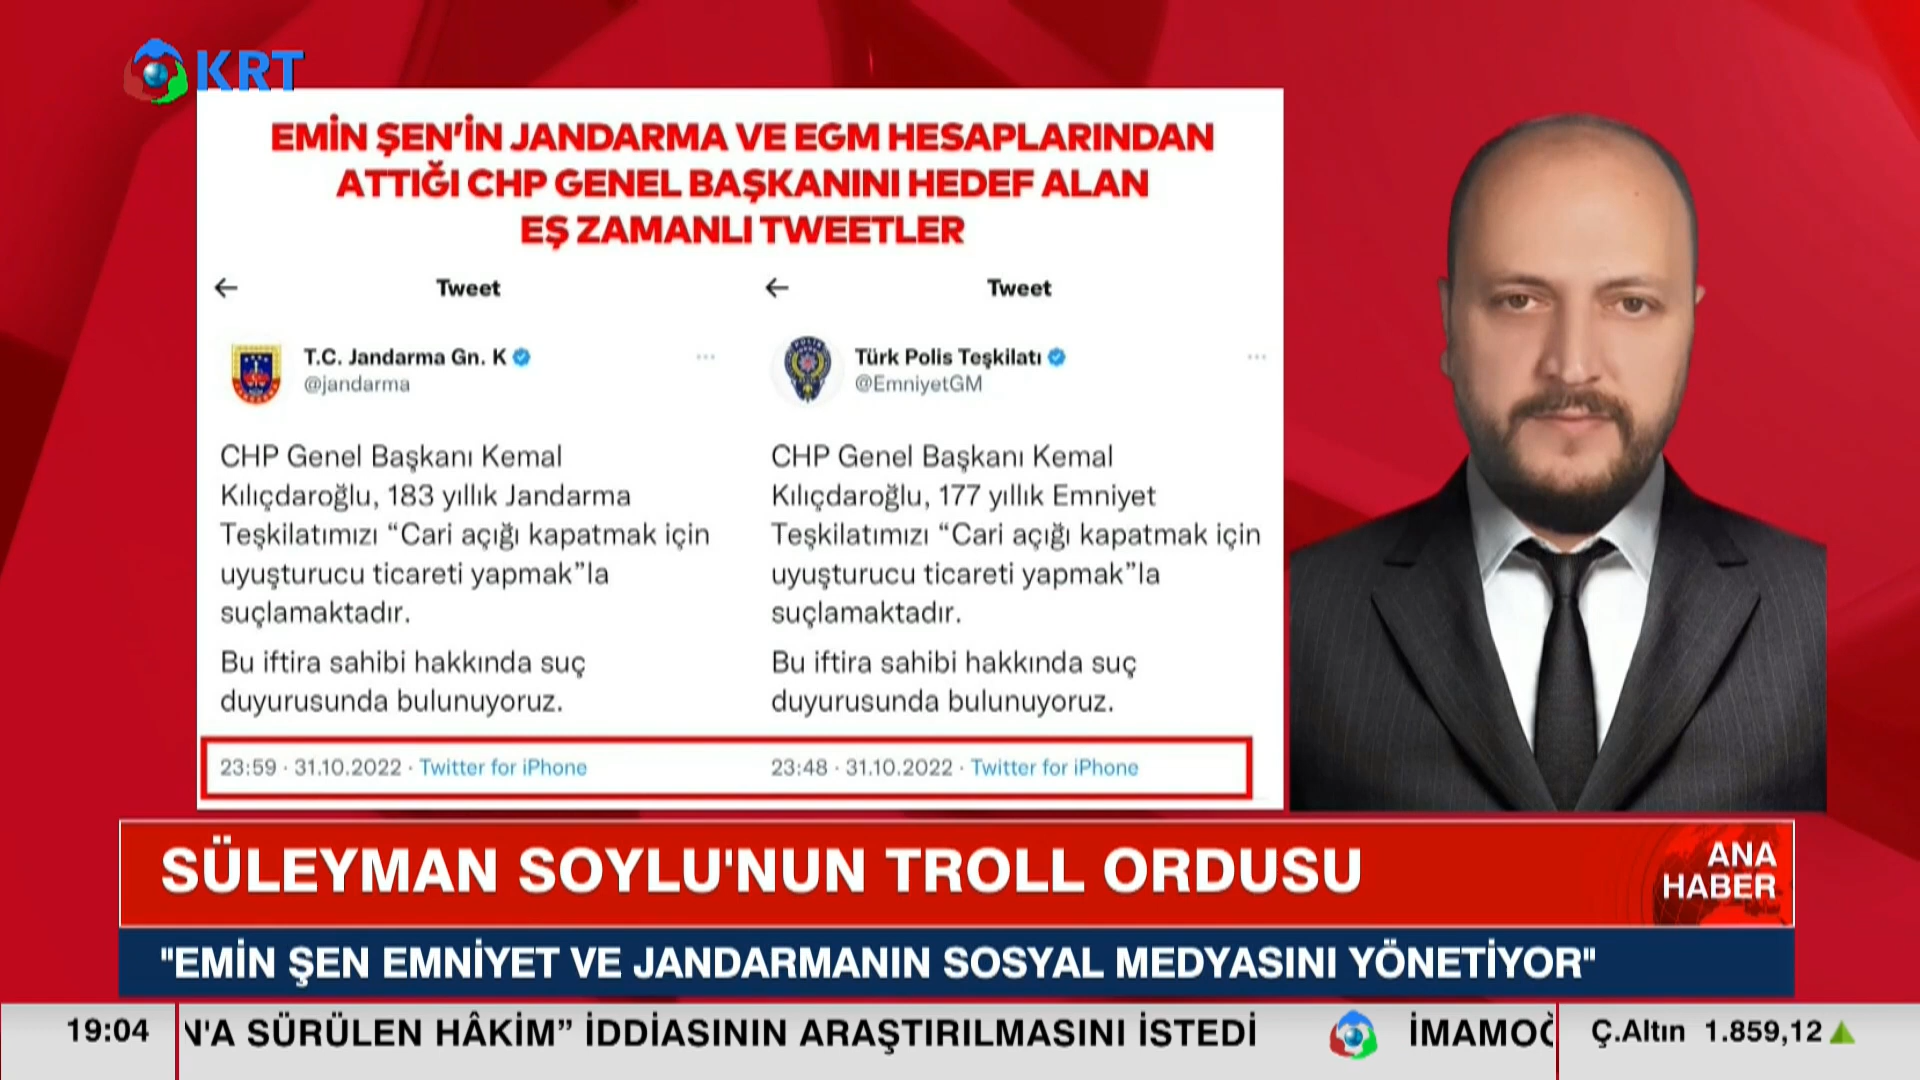 KRT
EMİN ŞEN'İN JANDARMA VE EGM HESAPLARINDAN
ATTIĞI CHP GENEL BAŞKANINI HEDEF ALAN
EŞ ZAMANLI TWEETLER
Tweet
T.C. Jandarma Gn. K
@jandarma
CHP Genel Başkanı Kemal
Kılıçdaroğlu, 183 yıllık Jandarma
Teşkilatımızı “Cari açığı kapatmak için
uyuşturucu ticareti yapmak”la
suçlamaktadır.
Bu iftira sahibi hakkında suç
duyurusunda bulunuyoruz.
23:59 · 31.10.2022 · Twitter for iPhone
Tweet
Türk Polis Teşkilatı
@EmniyetGM
CHP Genel Başkanı Kemal
Kılıçdaroğlu, 177 yıllık Emniyet
Teşkilatımızı “Cari açığı kapatmak için
uyuşturucu ticareti yapmak”la
suçlamaktadır.
Bu iftira sahibi hakkında suç
duyurusunda bulunuyoruz.
23:48 · 31.10.2022 · Twitter for iPhone
SÜLEYMAN SOYLU'NUN TROLL ORDUSU
ANA
HABER
"EMİN ŞEN EMNİYET VE JANDARMANIN SOSYAL MEDYASINI YÖNETİYOR"
19:04
N'A SÜRÜLEN HÂKİM” İDDİASININ ARAŞTIRILMASINI İSTEDİ
İMAMOĞ
Ç.Altın 1.859,12